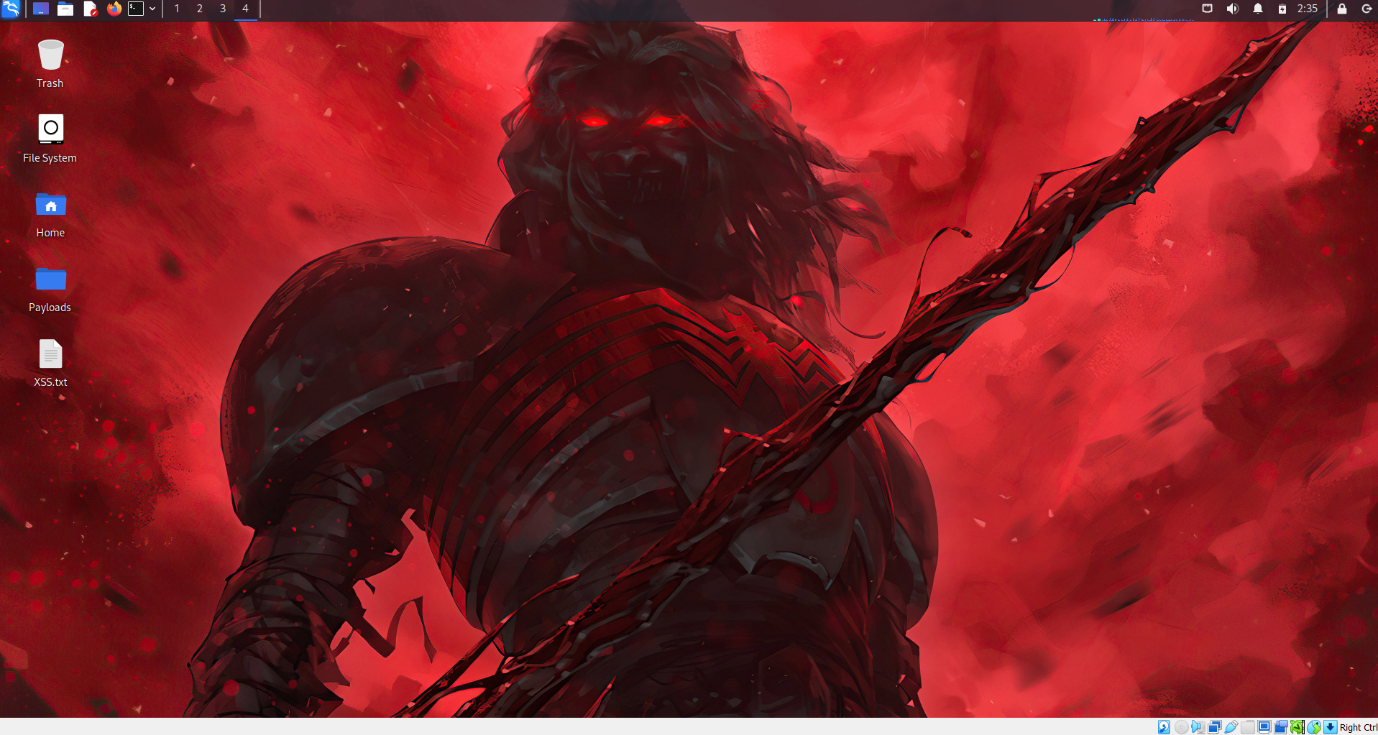 1 2 3 4
2:35
Trash
File System
Home
Payloads
XSS.txt
Right Ctrl